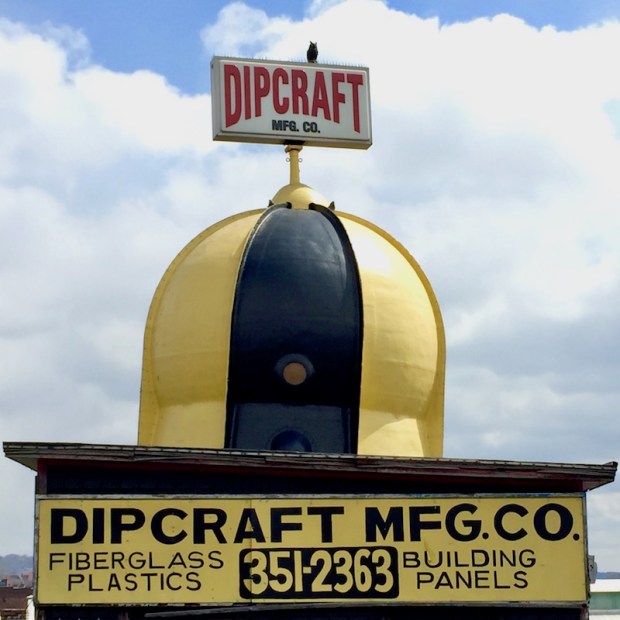 DIPCRAFT
MFG. CO.
DIPCRAFT MFG.CO.
FIBERGLASS 351-2363 BUILDING
PLASTICS PANELS